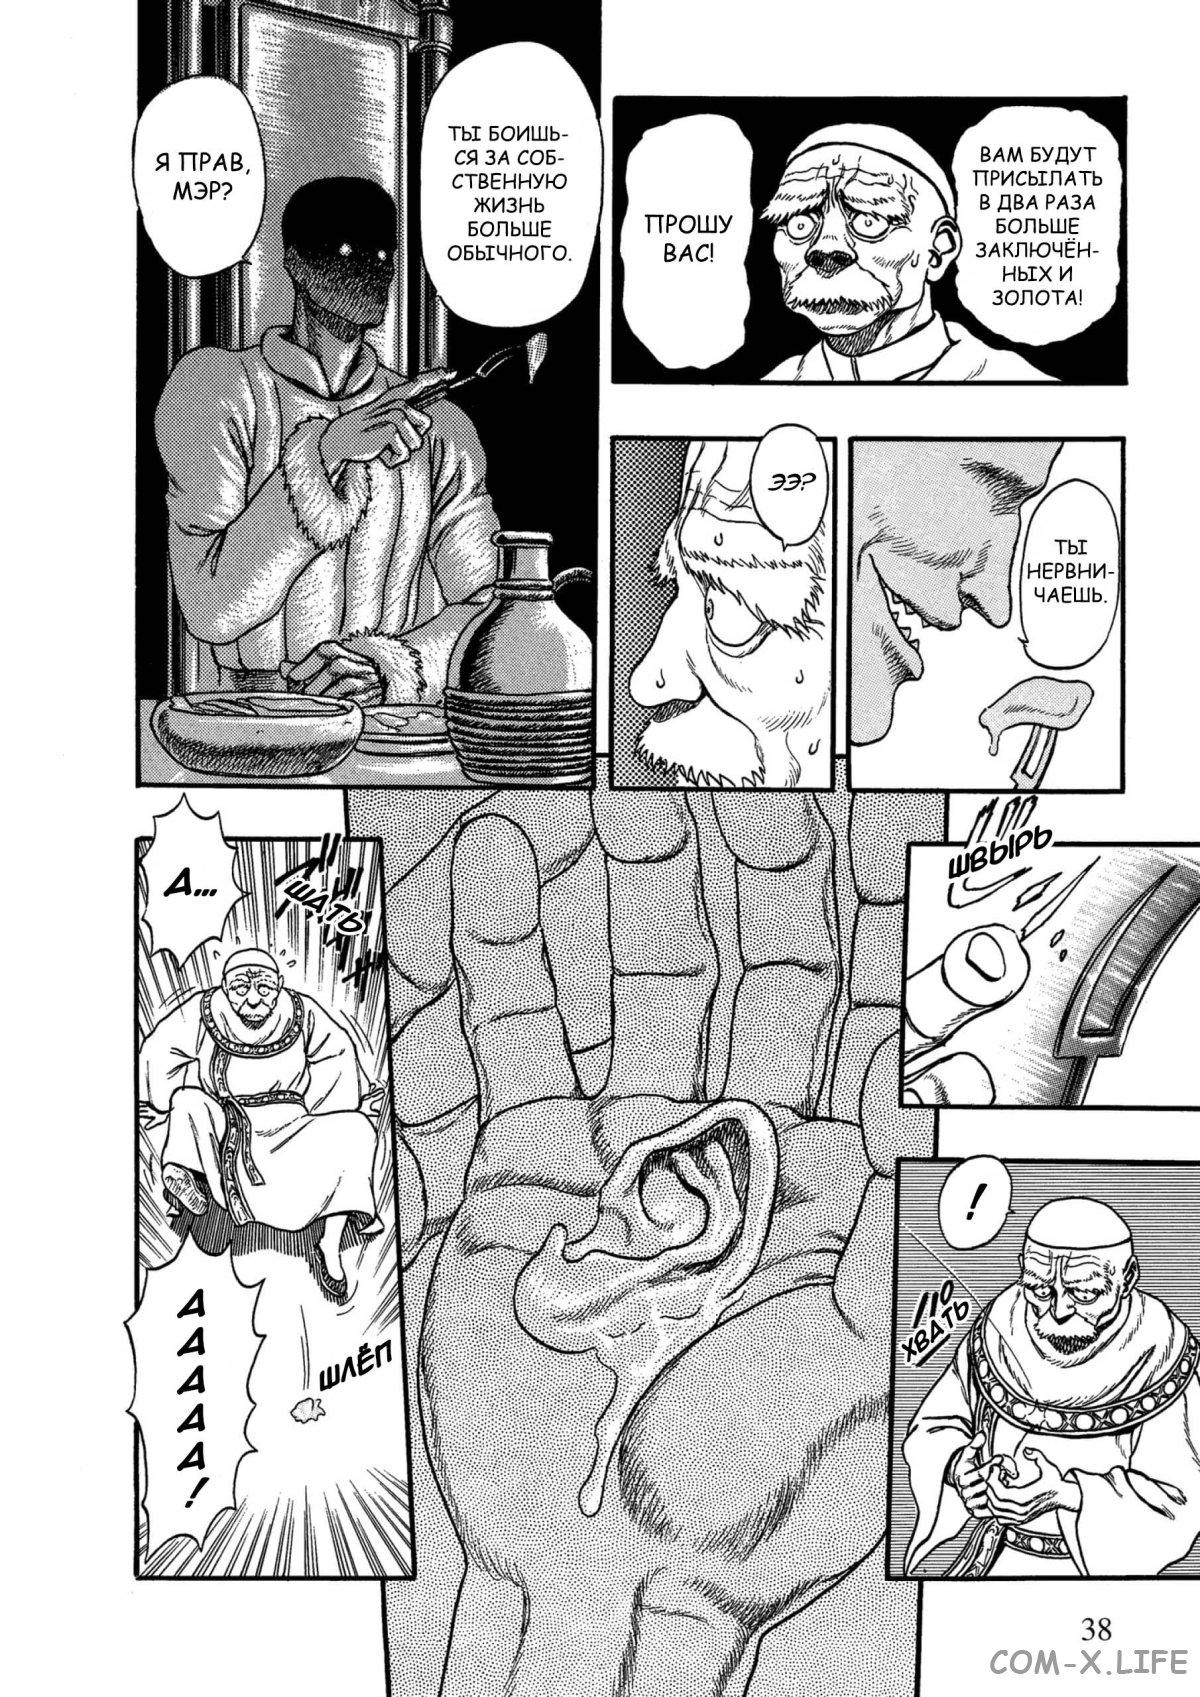 ВАМ БУДУТ
ПРИСЫЛАТЬ
В ДВА РАЗА
БОЛЬШЕ
ЗАКЛЮЧЁН-
НЫХ И
ЗОЛОТА!
ПРОШУ
ВАС!
ТЫ БОИШЬ-
СЯ ЗА СОБ-
СТВЕННУЮ
ЖИЗНЬ
БОЛЬШЕ
ОБЫЧНОГО.
Я ПРАВ,
МЭР?
ТЫ
НЕРВНИ-
ЧАЕШЬ.
ЭЭ?
ШВЫРЬ
!
ХВАТЬ
А...
ШАТЬ
ШЛЁП
А
А
А
А
А
А!
38
COM-X.LIFE